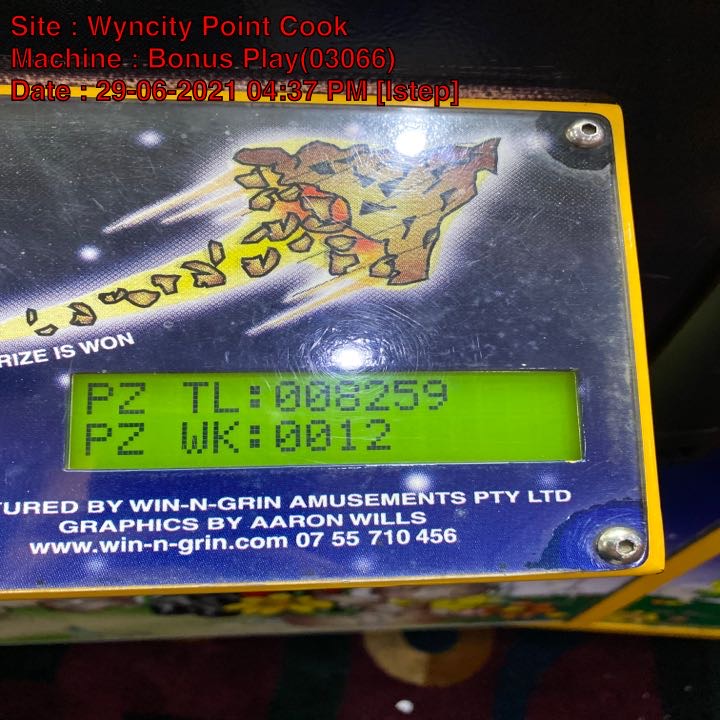 Site : Wyncity Point Cook
Machine : Bonus Play(03066)
Date : 29-06-2021 04:37 PM [Istep]
RIZE IS WON
PZ TL:008259
PZ WK:0012
TURED BY WIN-N-GRIN AMUSEMENTS PTY LTD
GRAPHICS BY AARON WILLS
www.win-n-grin.com 07 55 710 456